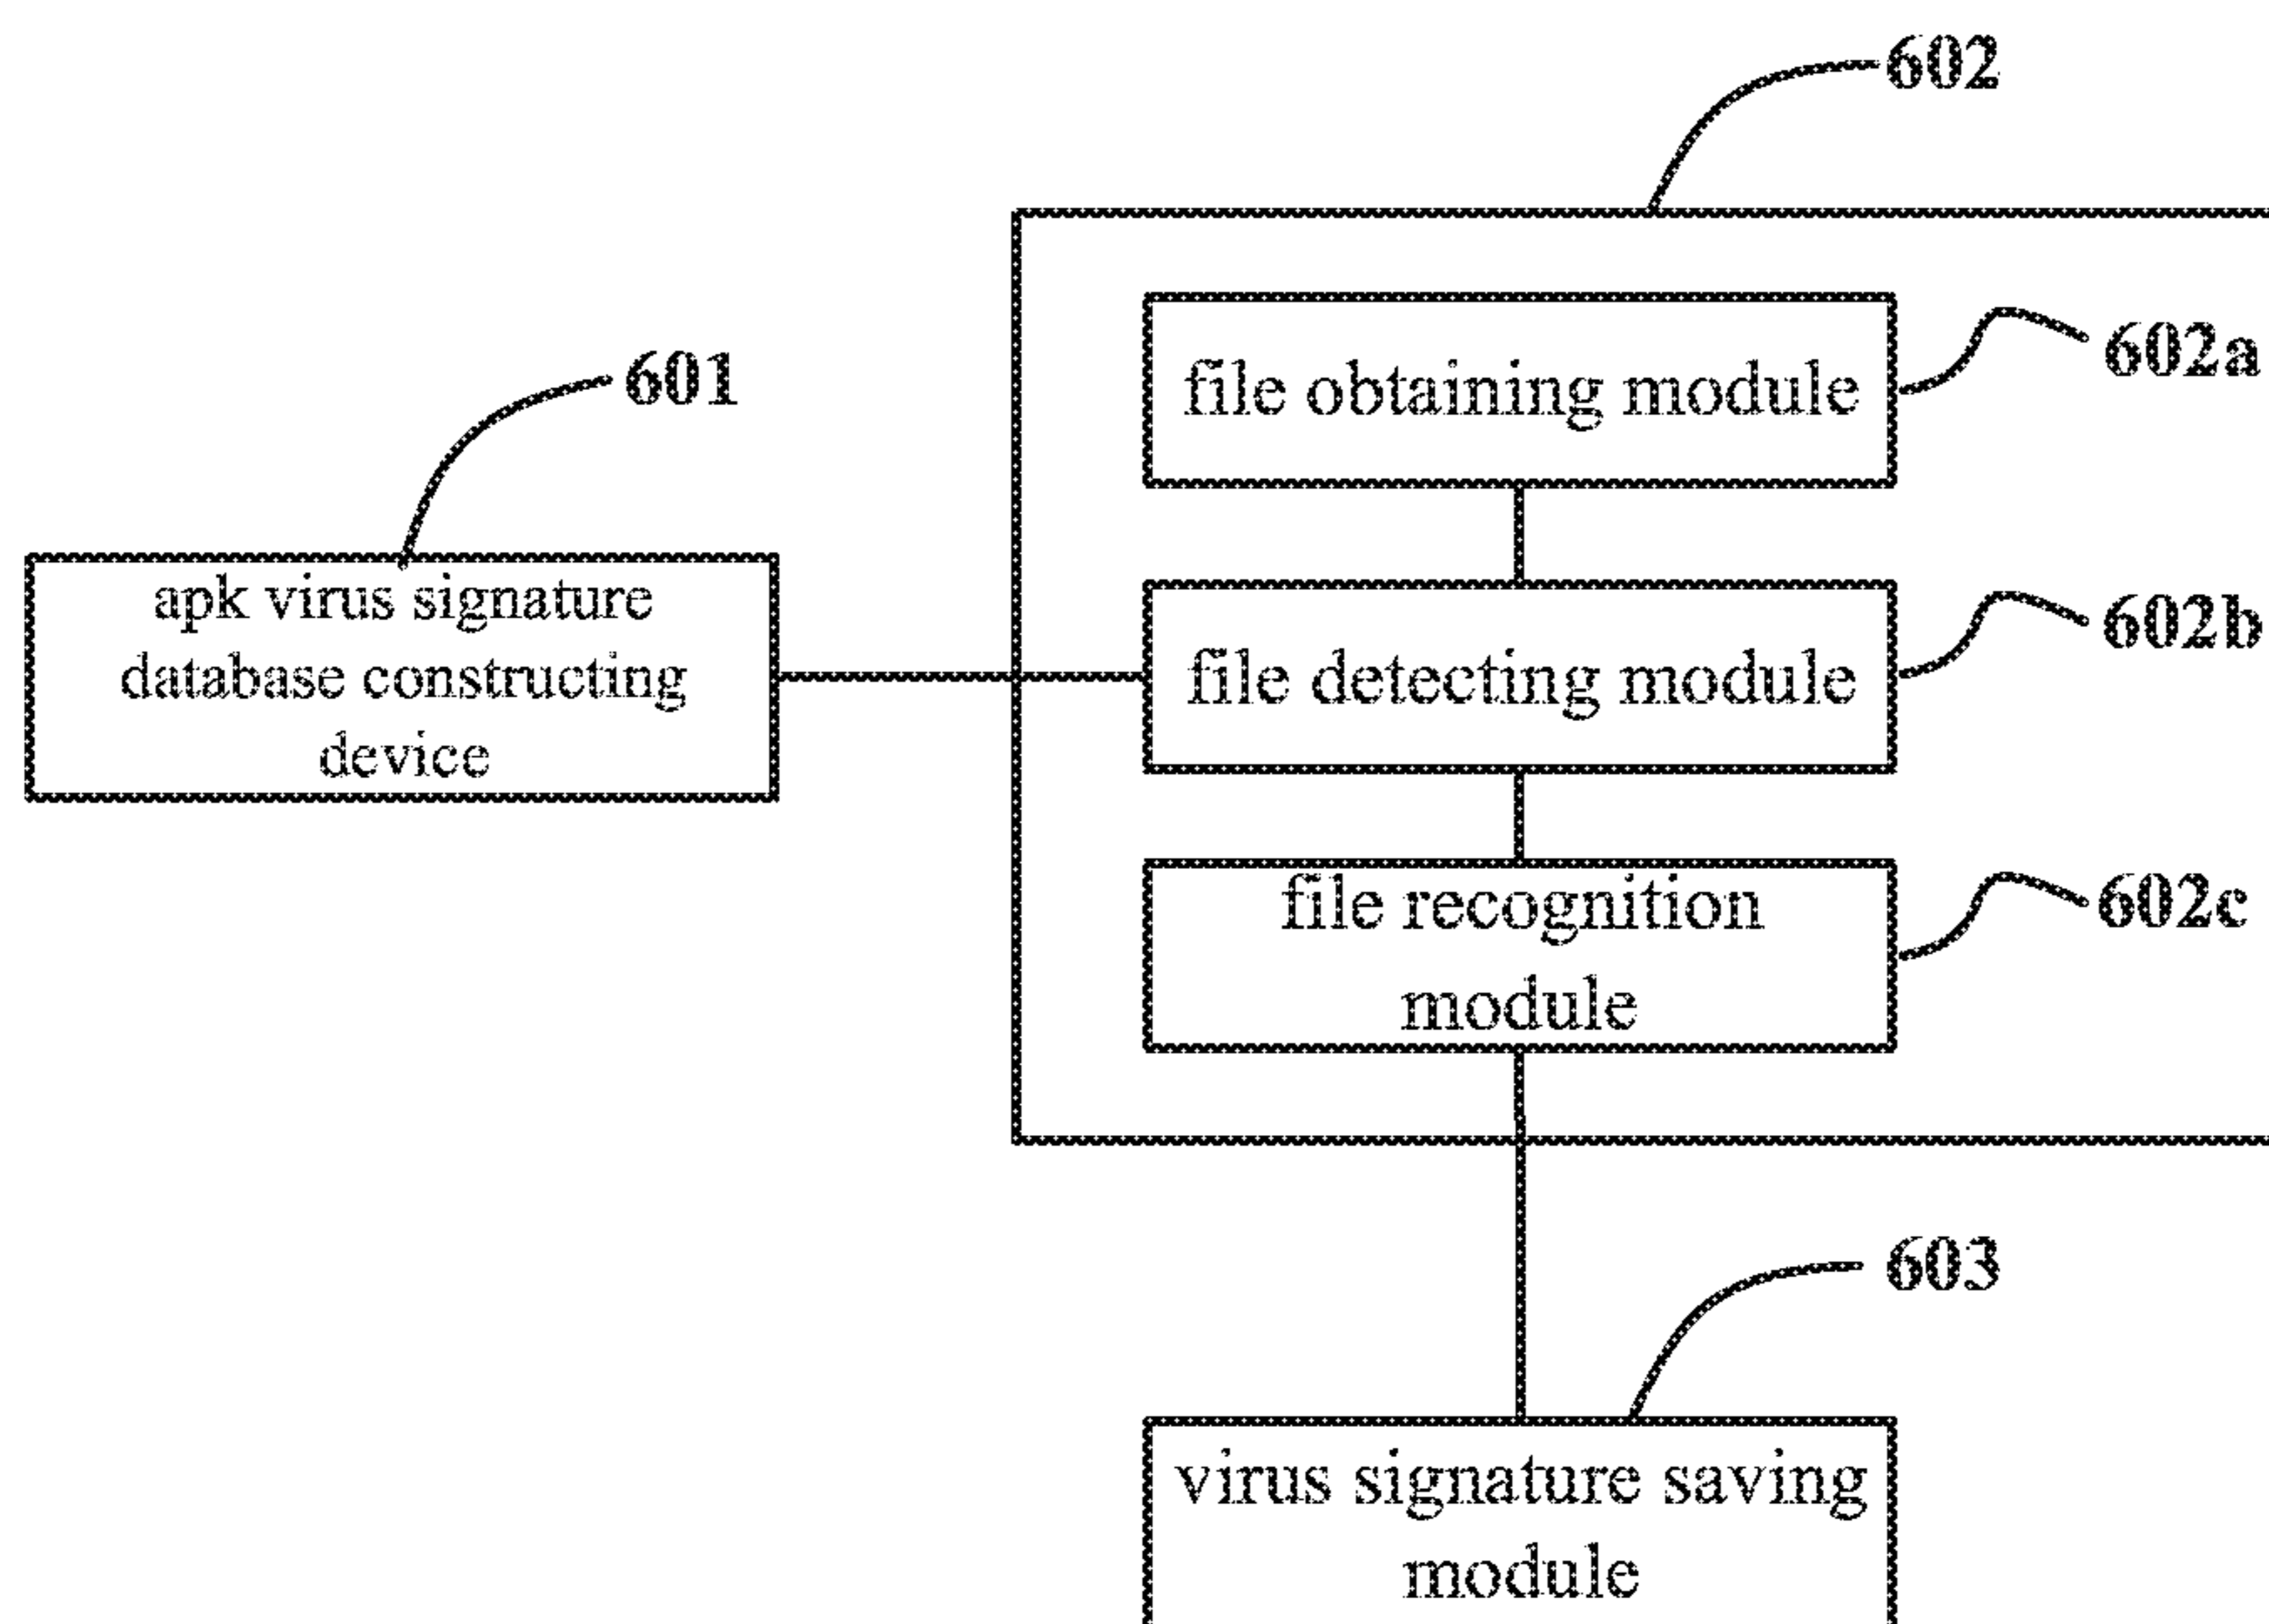 602
file obtaining module
602a
601
apk virus signature
database constructing
device
file detecting module
602b
file recognition
module
602c
603
virus signature saving
module